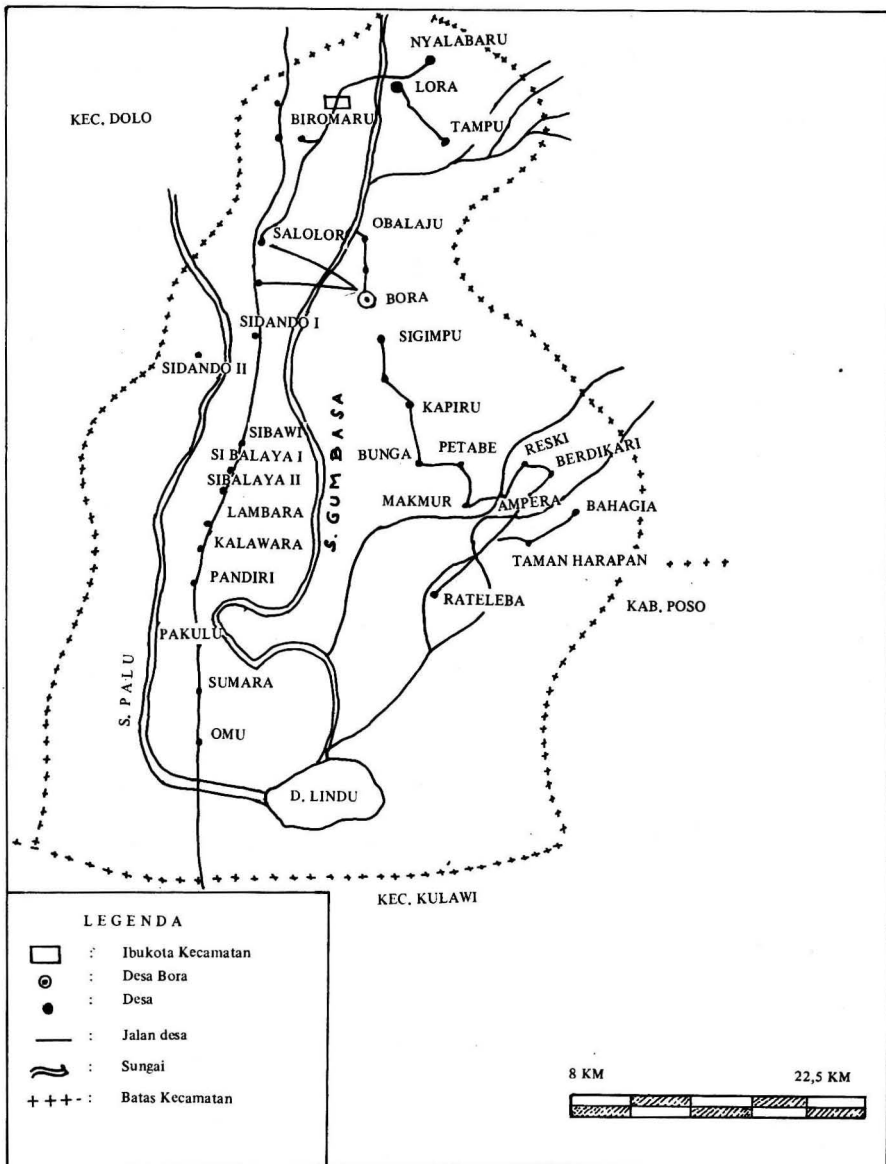 NYALABARU
LORA
KEC. DOLO
BIROMARU
TAMPU
SALOLOR
OBALAJU
BORA
SIDANDO I
SIGIMPU
SIDANDO II
KAPIRU
S. GUMBASA
SIBAWI
SI BALAYA I
SIBALAYA II
BUNGA
PETABE
RESKI
BERDIKARI
MAKMUR
AMPERA
BAHAGIA
LAMBARA
KALAWARA
TAMAN HARAPAN
PANDIRI
RATELEBA
KAB. POSO
PAKULU
S. PALU
SUMARA
OMU
D. LINDU
KEC. KULAWI
LEGENDA
: Ibukota Kecamatan
: Desa Bora
: Desa
: Jalan desa
: Sungai
+++- : Batas Kecamatan
8 KM 22,5 KM